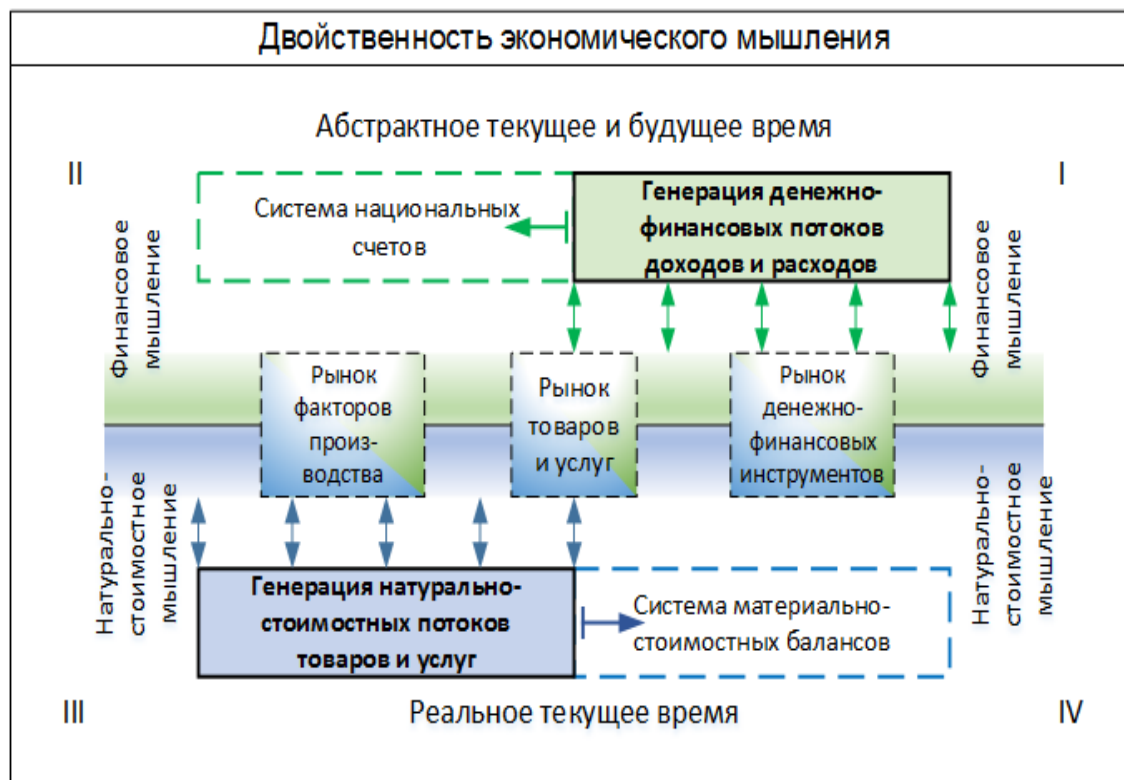 Двойственность экономического мышления
Абстрактное текущее и будущее время
II
I
Система национальных
счетов
Генерация денежно-
финансовых потоков
доходов и расходов
Финансовое
мышление
Финансовое
мышление
Рынок
факторов
произ-
водства
Рынок
товаров
и услуг
Рынок
денежно-
финансовых
инструментов
Натурально-
стоимостное
мышление
Натурально-
стоимостное
мышление
Генерация натурально-
стоимостных потоков
товаров и услуг
Система материально-
стоимостных балансов
III
Реальное текущее время
IV